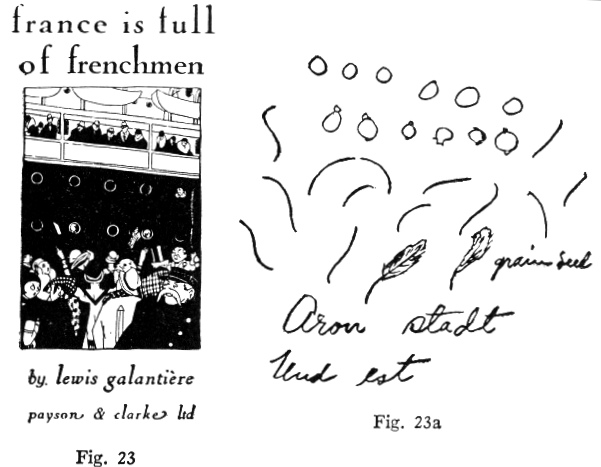 france is full
of frenchmen
by. lewis galantière
payson & clarke ltd
Fig. 23
grain seed
Aron stadt
Und est
Fig. 23a